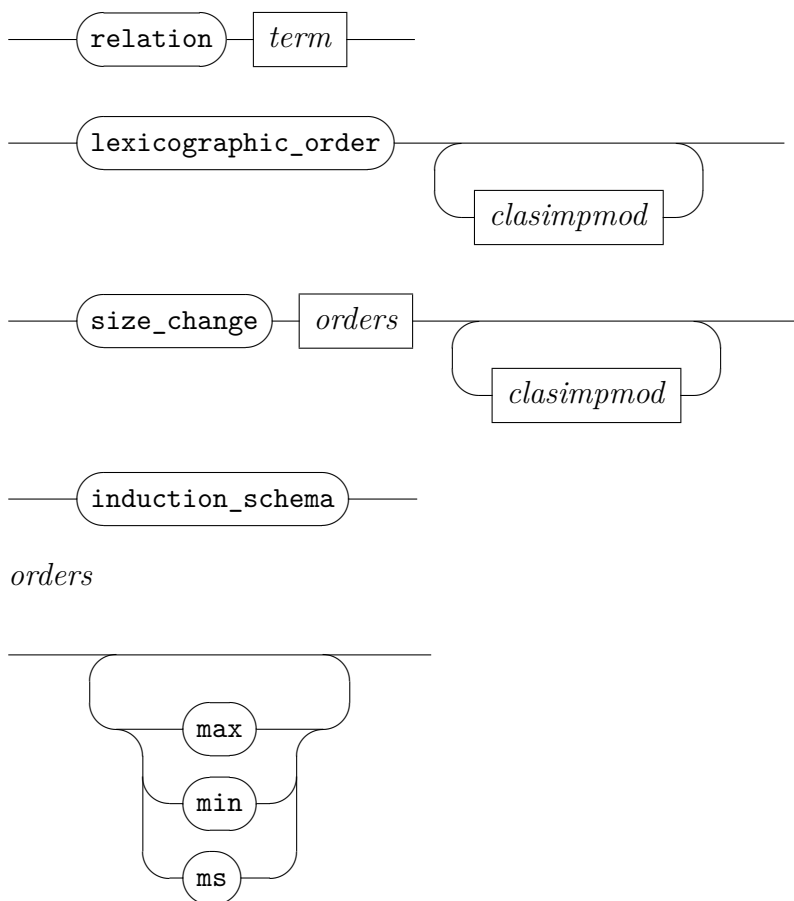 relation term
lexicographic_order
clasimpmod
size_change orders
clasimpmod
induction_schema
orders
max
min
ms